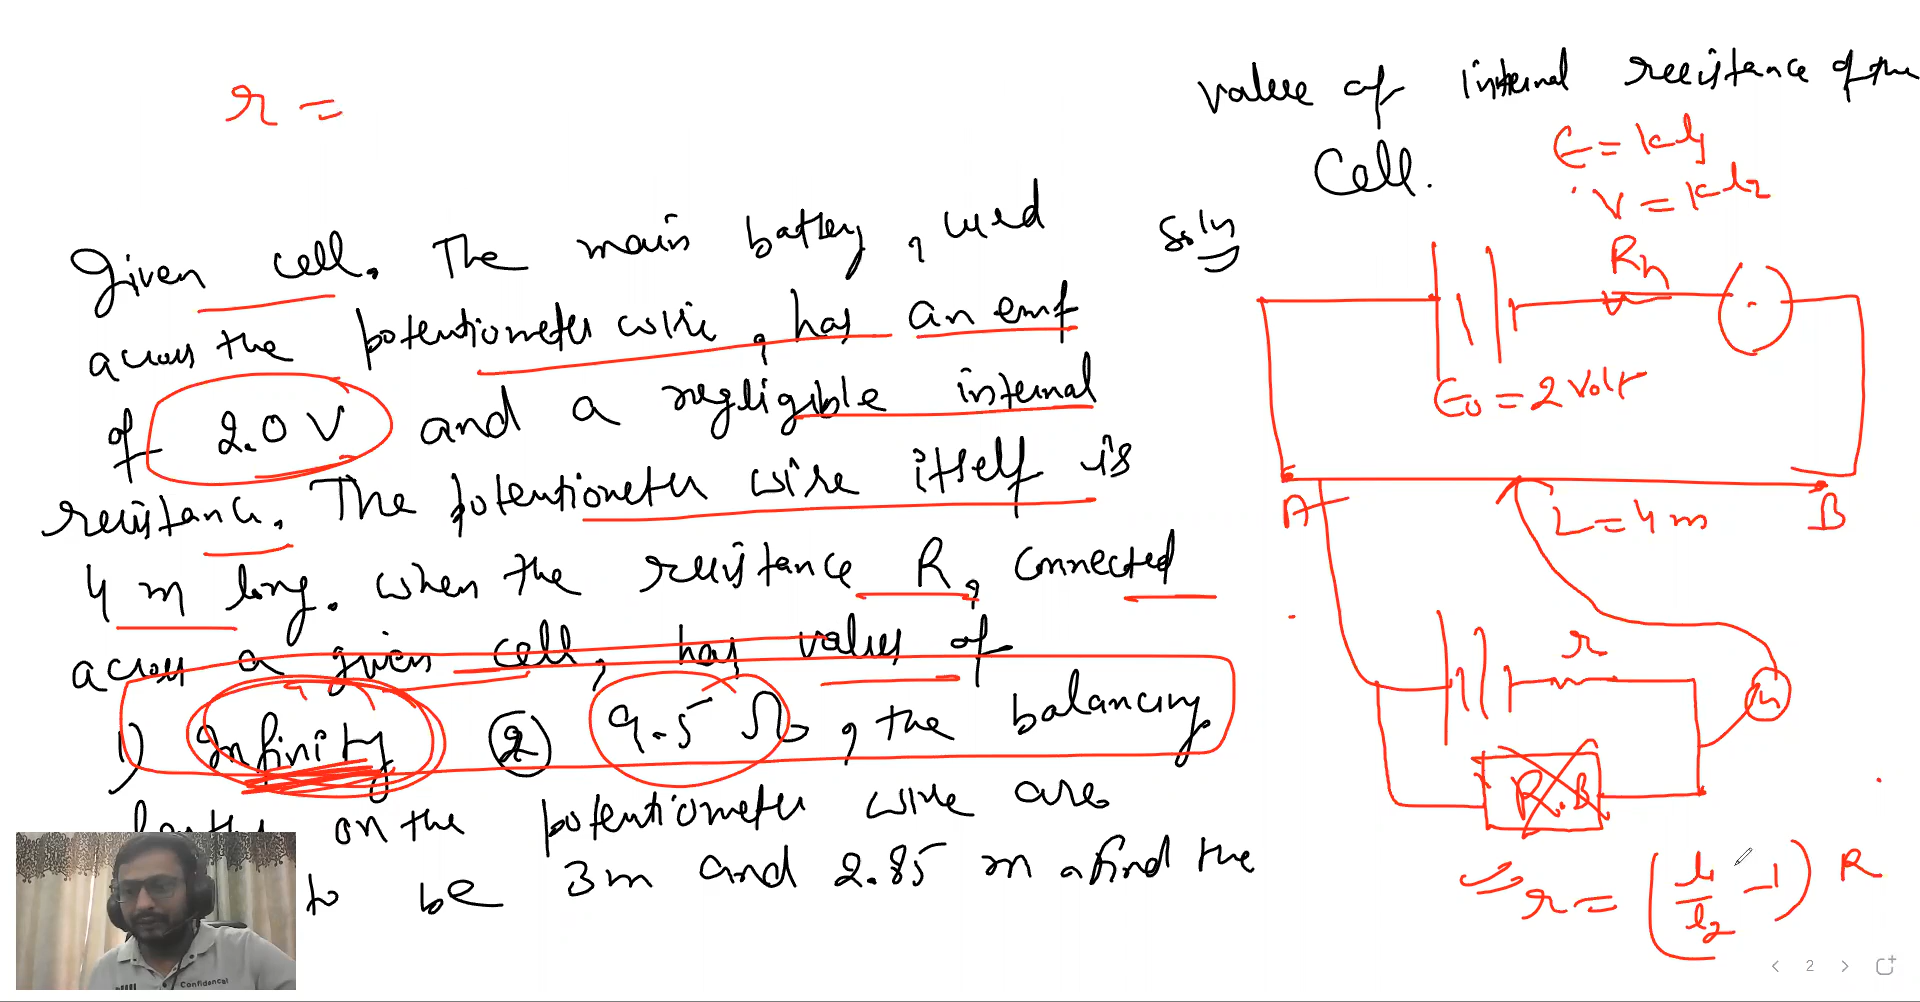 r =
Given cell. The main battery, used
across the potentiometer wire, has an emf
of 2.0 V and a negligible internal
resistance. The potentiometer wire itself is
4 m long. when the resistance R, connected
across a given cell, has values of
1) Infinity ② 9.5 Ω, the balancing
on the potentiometer wire are
to be 3m and 2.85 m. find the
value of internal resistance of the
Cell.
E = kl1
V = kl2
Soln
Rh
E0 = 2 Volt
A
L = 4 m
B
r
R.B
r = (l1/l2 - 1) R
Confidencal
2